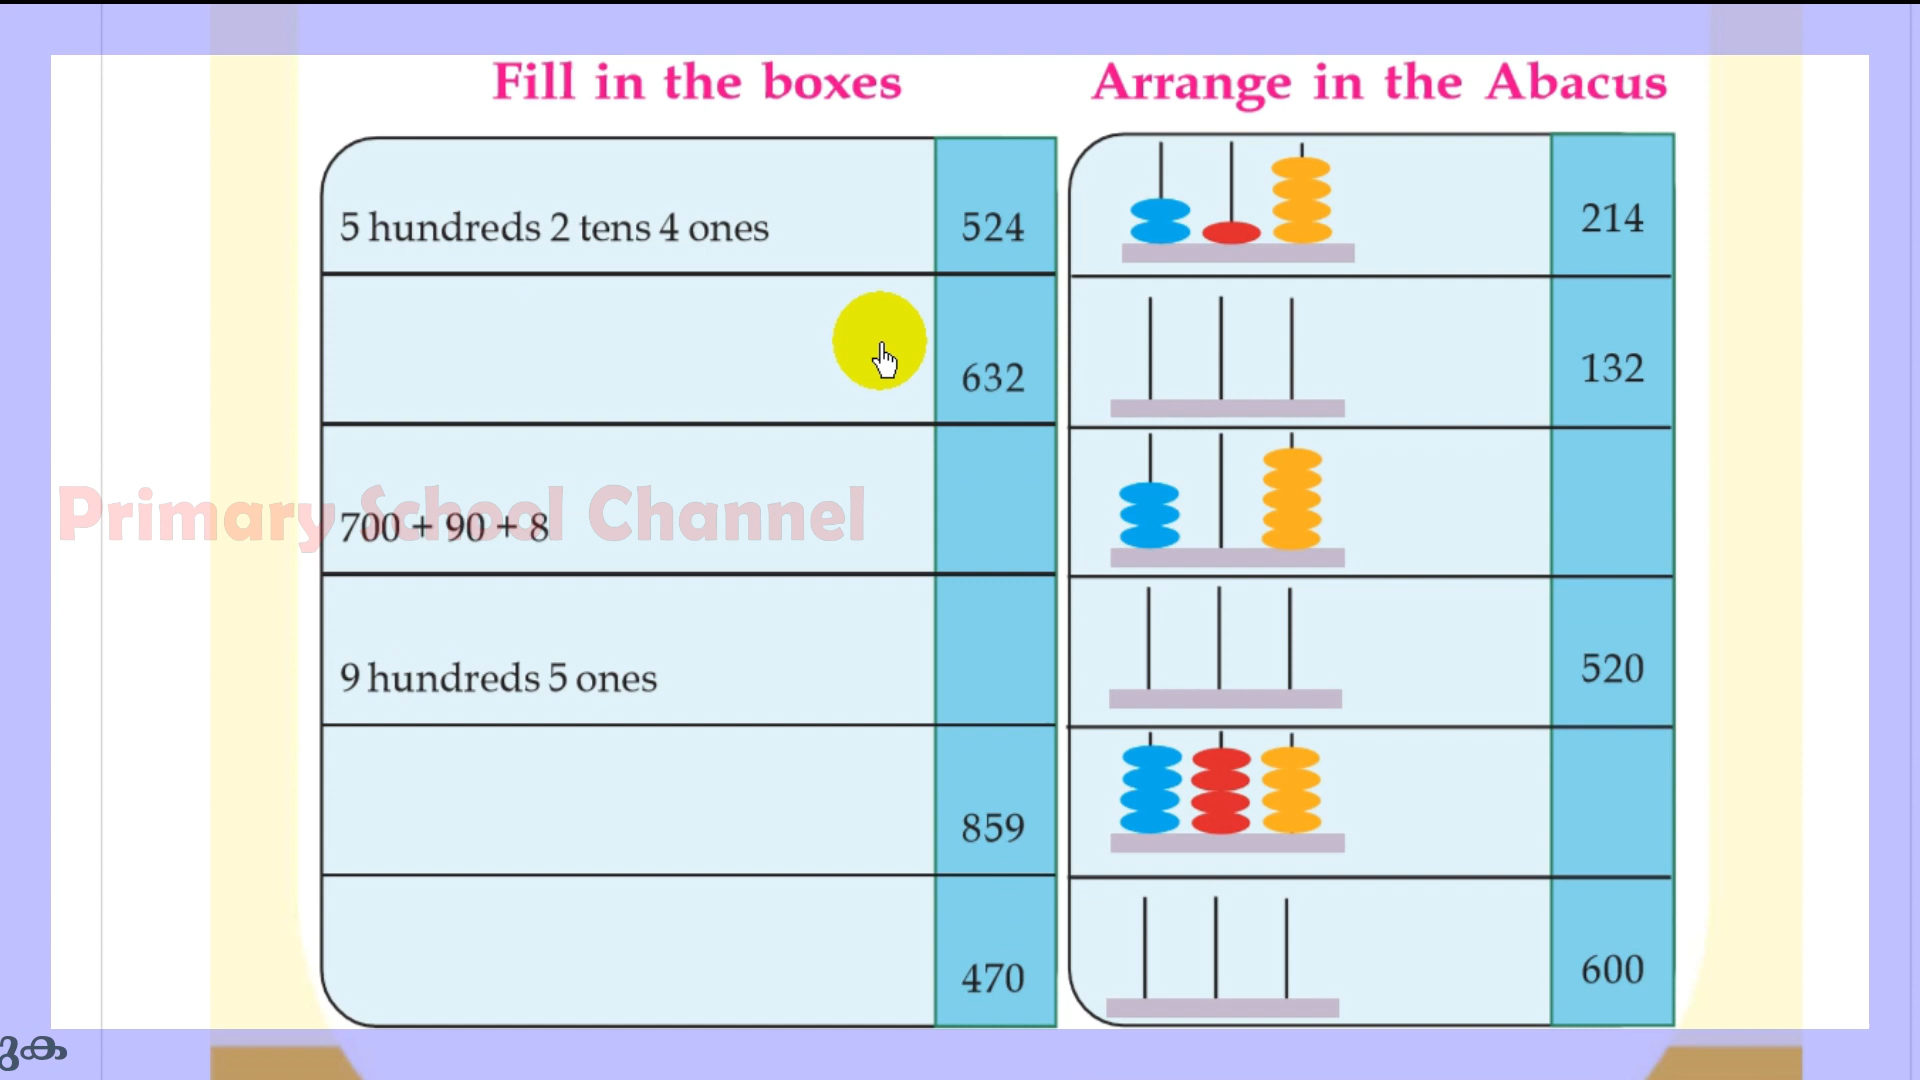 Fill in the boxes
5 hundreds 2 tens 4 ones 524
632
700 + 90 + 8
9 hundreds 5 ones
859
470
Arrange in the Abacus
214
132
520
600
Primary School Channel